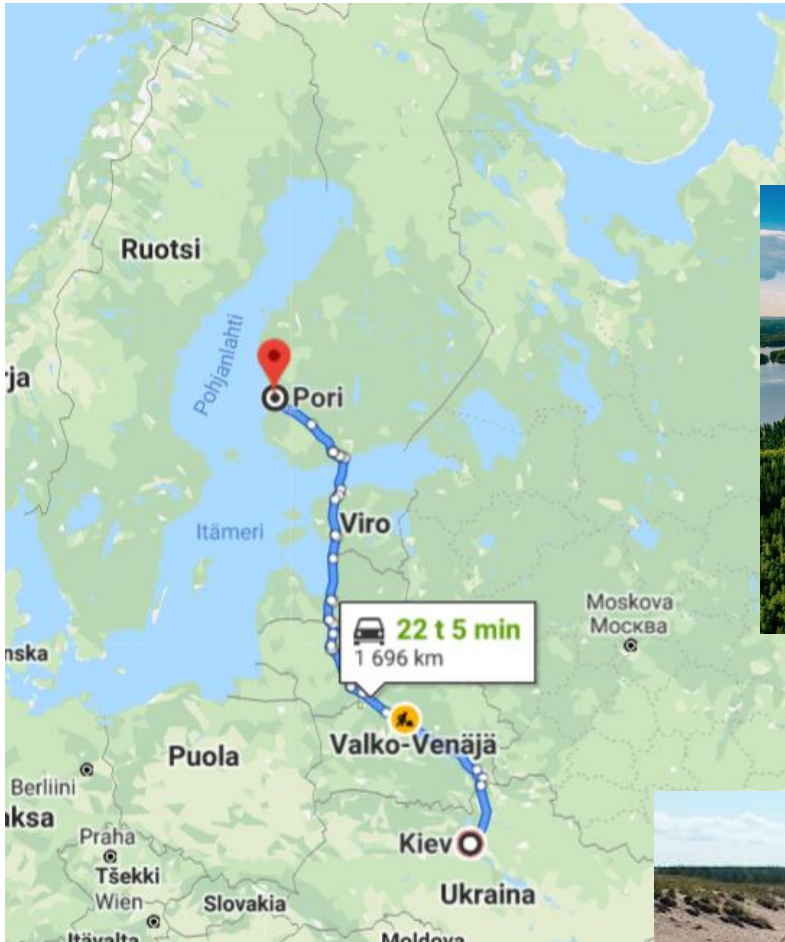 Ruotsi
Pohjanlahti
rja
Pori
Itämeri
Viro
22 t 5 min
1 696 km
Moskova
Москва
nska
Valko-Venäjä
Puola
Berliini
aksa
Praha
Tšekki
Wien
Slovakia
Kiev
Ukraina
Itävalta
Moldova